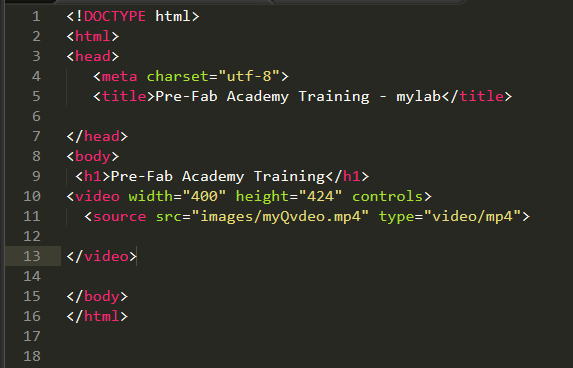 1 <!DOCTYPE html>
2 <html>
3 <head>
4 <meta charset="utf-8">
5 <title>Pre-Fab Academy Training - mylab</title>
6
7 </head>
8 <body>
9 <h1>Pre-Fab Academy Training</h1>
10 <video width="400" height="424" controls>
11 <source src="images/myQvdeo.mp4" type="video/mp4">
12
13 </video>
14
15 </body>
16 </html>
17
18